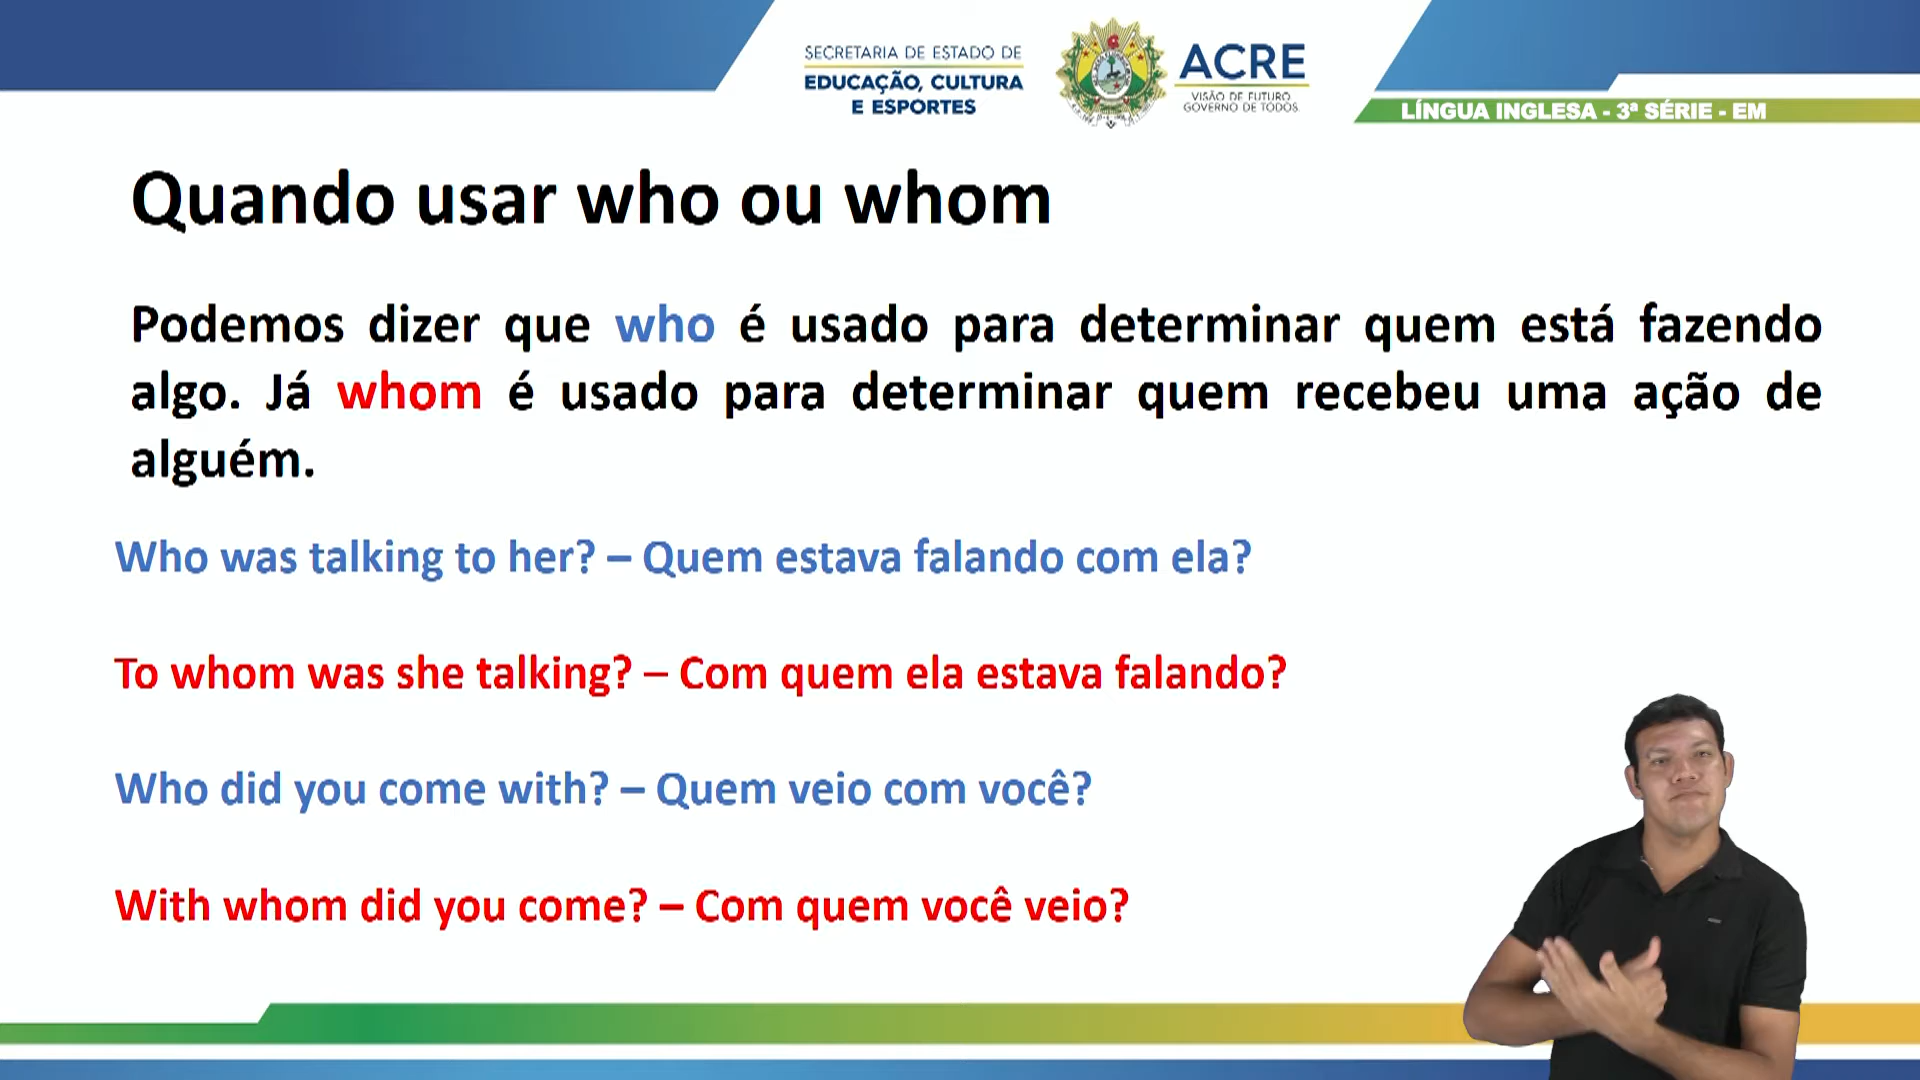 SECRETARIA DE ESTADO DE
EDUCAÇÃO, CULTURA
E ESPORTES
ACRE
VISÃO DE FUTURO
GOVERNO DE TODOS
LÍNGUA INGLESA - 3ª SÉRIE - EM
Quando usar who ou whom
Podemos dizer que who é usado para determinar quem está fazendo
algo. Já whom é usado para determinar quem recebeu uma ação de
alguém.
Who was talking to her? – Quem estava falando com ela?
To whom was she talking? – Com quem ela estava falando?
Who did you come with? – Quem veio com você?
With whom did you come? – Com quem você veio?